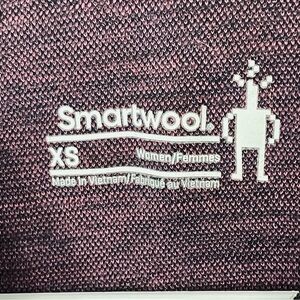 Smartwool.
XS Women/Femmes
Made in Vietnam/Fabriqué au Vietnam